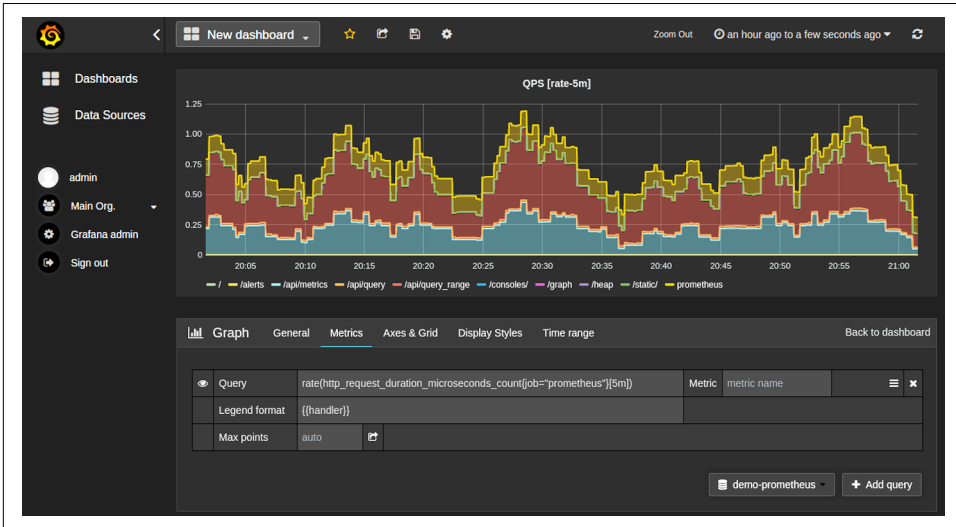 New dashboard
Zoom Out
an hour ago to a few seconds ago
Dashboards
Data Sources
admin
Main Org.
Grafana admin
Sign out
QPS [rate-5m]
1.25
1.00
0.75
0.50
0.25
0
20:05 20:10 20:15 20:20 20:25 20:30 20:35 20:40 20:45 20:50 20:55 21:00
/ /alerts /api/metrics /api/query /api/query_range /consoles/ /graph /heap /static/ prometheus
Graph General Metrics Axes & Grid Display Styles Time range Back to dashboard
Query rate(http_request_duration_microseconds_count{job="prometheus"}[5m]) Metric metric name
Legend format {{handler}}
Max points auto
demo-prometheus + Add query